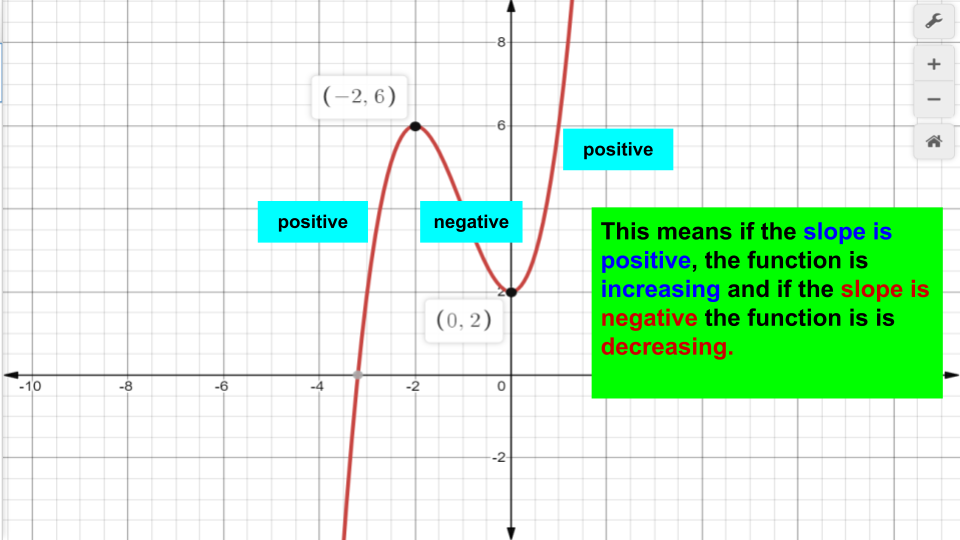 8
(−2, 6)
6
positive
positive
negative
This means if the slope is
positive, the function is
increasing and if the slope is
negative the function is is
decreasing.
2
(0, 2)
-10
-8
-6
-4
-2
0
-2